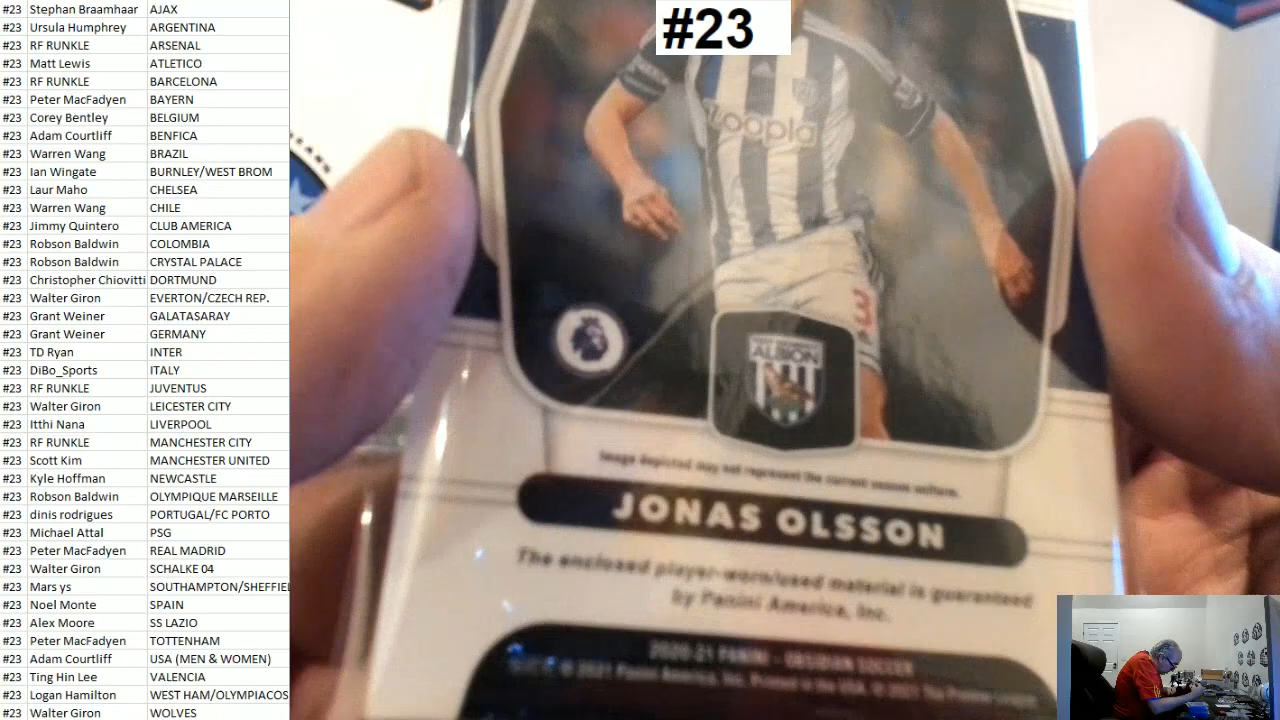 #23 Stephan Braamhaar AJAX
#23 Ursula Humphrey ARGENTINA
#23 RF RUNKLE ARSENAL
#23 Matt Lewis ATLETICO
#23 RF RUNKLE BARCELONA
#23 Peter MacFadyen BAYERN
#23 Corey Bentley BELGIUM
#23 Adam Courtliff BENFICA
#23 Warren Wang BRAZIL
#23 Ian Wingate BURNLEY/WEST BROM
#23 Laur Maho CHELSEA
#23 Warren Wang CHILE
#23 Jimmy Quintero CLUB AMERICA
#23 Robson Baldwin COLOMBIA
#23 Robson Baldwin CRYSTAL PALACE
#23 Christopher Chiovitti DORTMUND
#23 Walter Giron EVERTON/CZECH REP.
#23 Grant Weiner GALATASARAY
#23 Grant Weiner GERMANY
#23 TD Ryan INTER
#23 DiBo_Sports ITALY
#23 RF RUNKLE JUVENTUS
#23 Walter Giron LEICESTER CITY
#23 Itthi Nana LIVERPOOL
#23 RF RUNKLE MANCHESTER CITY
#23 Scott Kim MANCHESTER UNITED
#23 Kyle Hoffman NEWCASTLE
#23 Robson Baldwin OLYMPIQUE MARSEILLE
#23 dinis rodrigues PORTUGAL/FC PORTO
#23 Michael Attal PSG
#23 Peter MacFadyen REAL MADRID
#23 Walter Giron SCHALKE 04
#23 Mars ys SOUTHAMPTON/SHEFFIEL
#23 Noel Monte SPAIN
#23 Alex Moore SS LAZIO
#23 Peter MacFadyen TOTTENHAM
#23 Adam Courtliff USA (MEN & WOMEN)
#23 Ting Hin Lee VALENCIA
#23 Logan Hamilton WEST HAM/OLYMPIACOS
#23 Walter Giron WOLVES
#23
zoopla
3
ALBION
Image depicted may not represent the current season uniform.
JONAS OLSSON
The enclosed player-worn/used material is guaranteed
by Panini America, Inc.
2020-21 PANINI - OBSIDIAN SOCCER
© 2021 Panini America, Inc. Printed in the USA. © 2021 The Premier